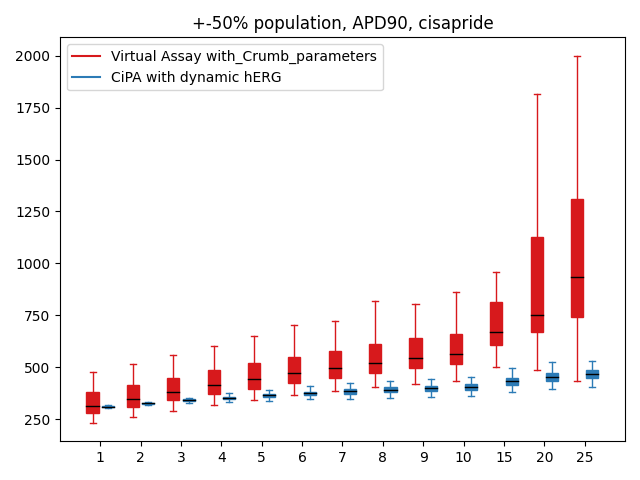 +-50% population, APD90, cisapride
Virtual Assay with_Crumb_parameters
CiPA with dynamic hERG
2000
1750
1500
1250
1000
750
500
250
1 2 3 4 5 6 7 8 9 10 15 20 25